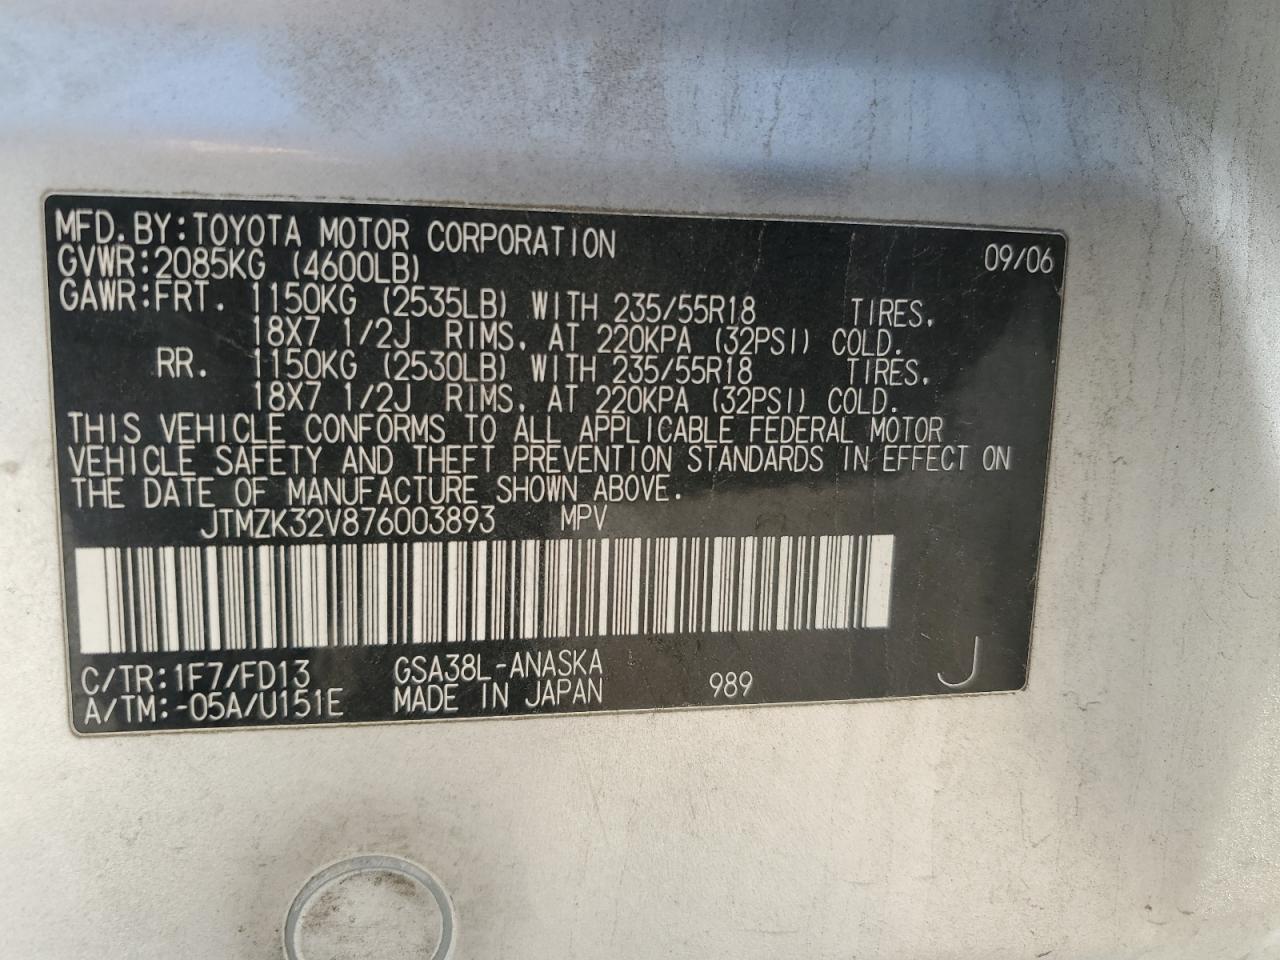 MFD. BY: TOYOTA MOTOR CORPORATION 09/06
GVWR: 2085KG (4600LB)
GAWR: FRT. 1150KG (2535LB) WITH 235/55R18 TIRES,
18X7 1/2J RIMS, AT 220KPA (32PSI) COLD.
RR. 1150KG (2530LB) WITH 235/55R18 TIRES,
18X7 1/2J RIMS, AT 220KPA (32PSI) COLD.
THIS VEHICLE CONFORMS TO ALL APPLICABLE FEDERAL MOTOR
VEHICLE SAFETY AND THEFT PREVENTION STANDARDS IN EFFECT ON
THE DATE OF MANUFACTURE SHOWN ABOVE.
JTMZK32V876003893 MPV
C/TR: 1F7/FD13 GSA38L-ANASKA
A/TM: -05A/U151E MADE IN JAPAN 989 J